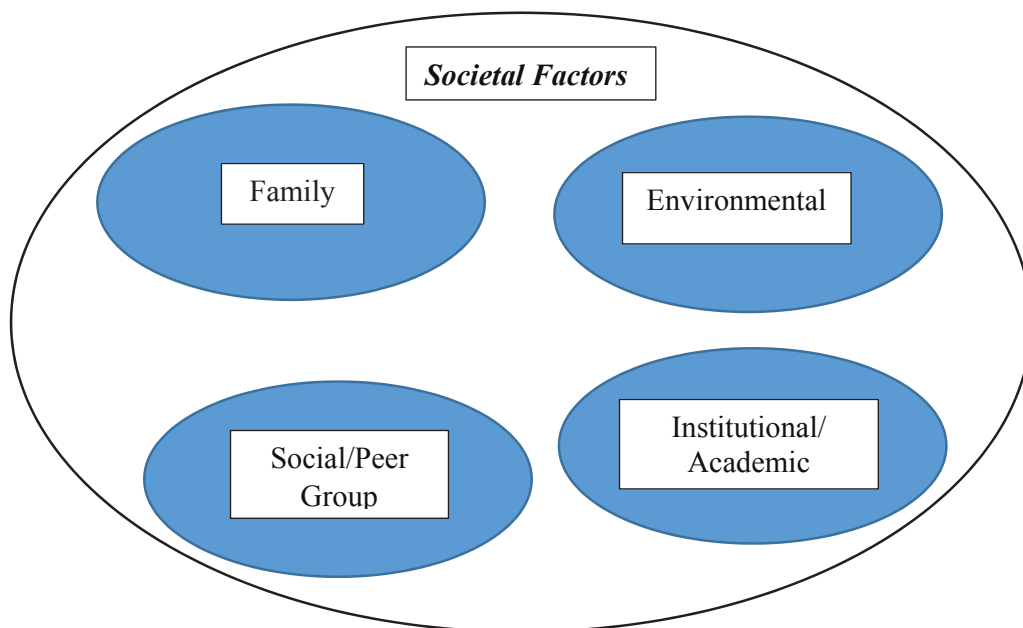 Societal Factors
Family
Environmental
Social/Peer
Group
Institutional/
Academic